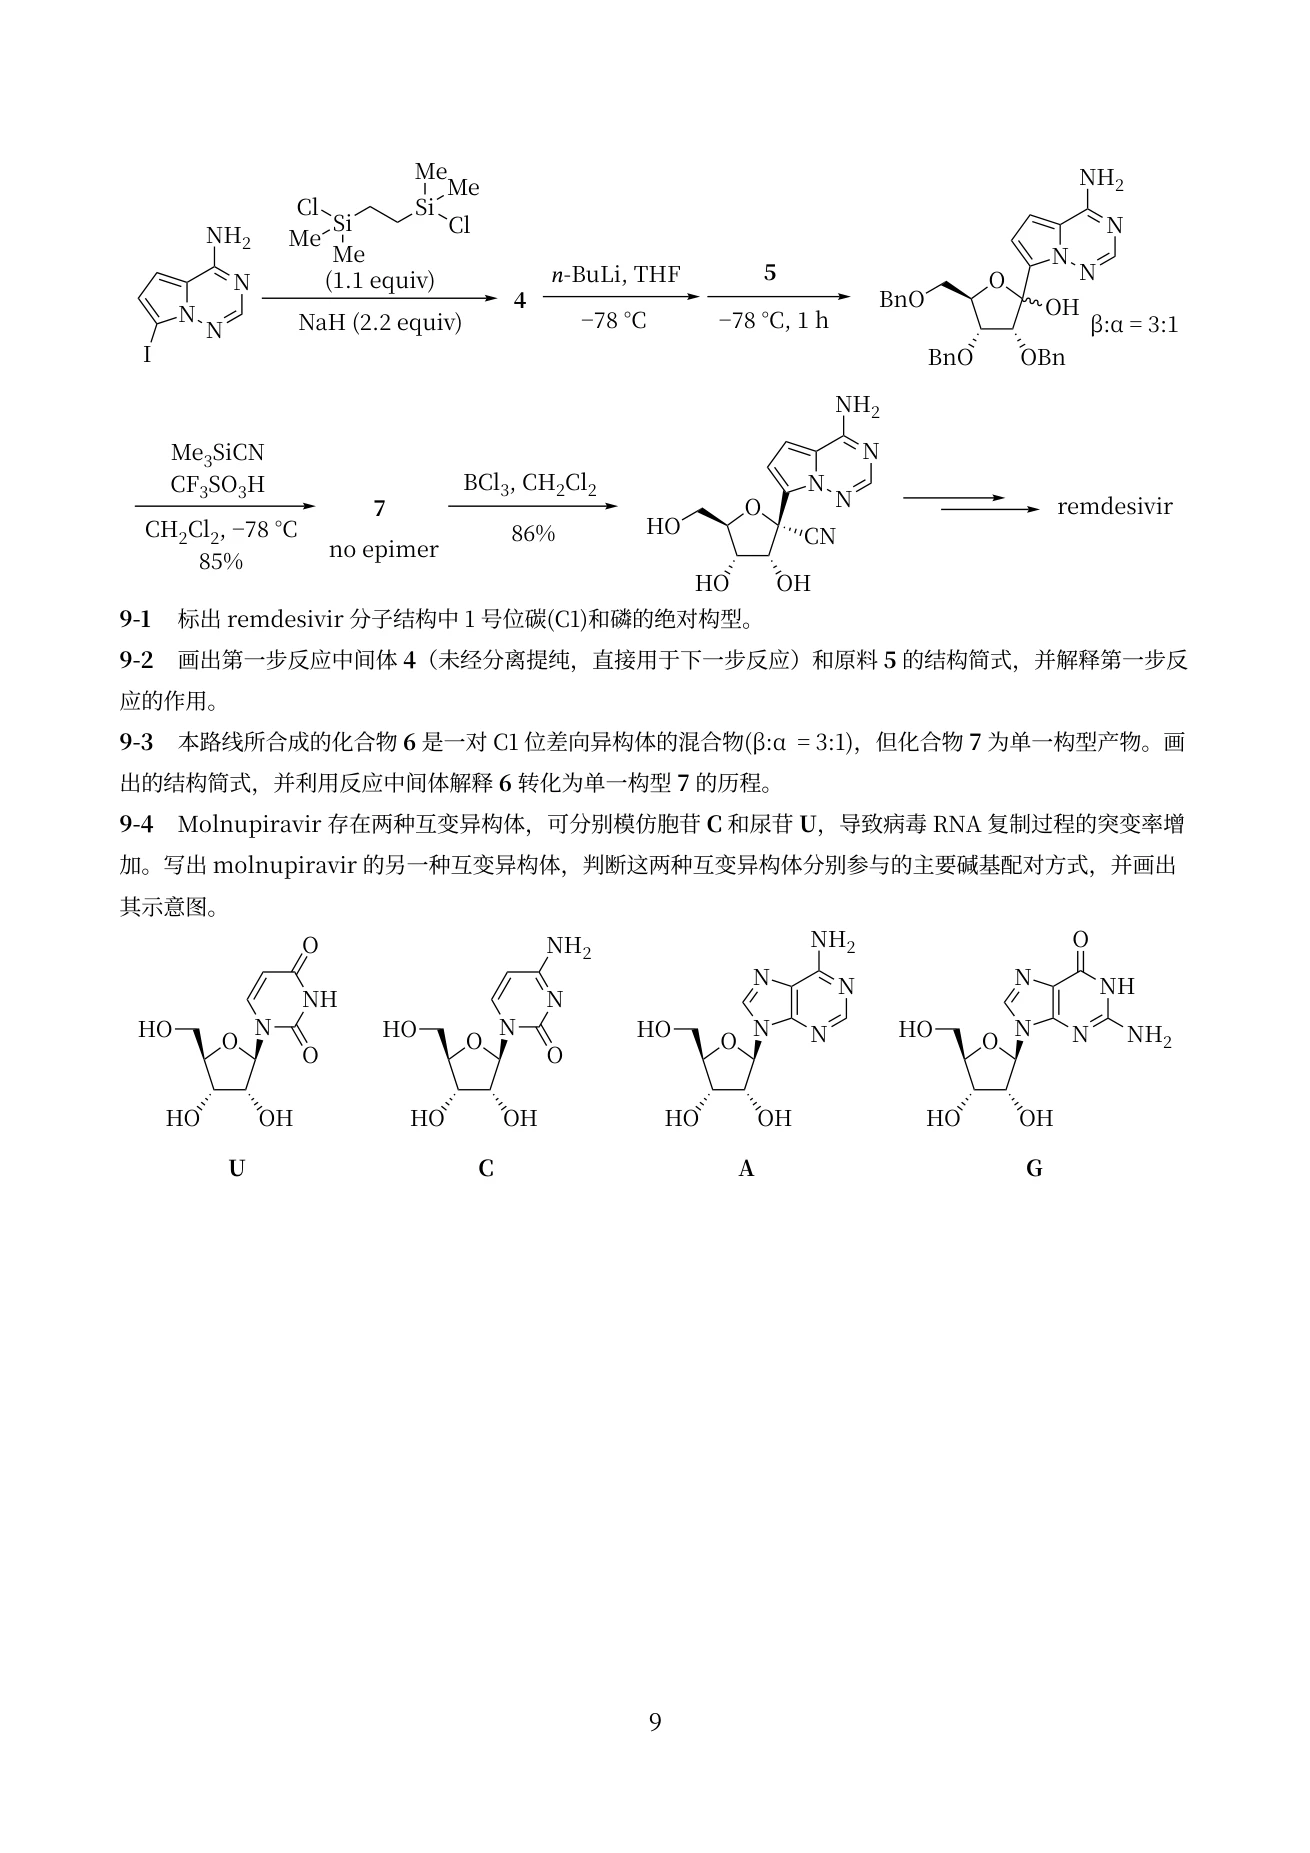 Me
Me
Cl
Si
Si
Cl
Me
Me
NH2
N
N
N
I
(1.1 equiv)
NaH (2.2 equiv)
4
n-BuLi, THF
−78 °C
5
−78 °C, 1 h
NH2
N
N
N
O
BnO
OH
BnO
OBn
β:α = 3:1
Me3SiCN
CF3SO3H
CH2Cl2, −78 °C
85%
7
no epimer
BCl3, CH2Cl2
86%
NH2
N
N
N
O
HO
CN
HO
OH
remdesivir
9-1 标出 remdesivir 分子结构中 1 号位碳(C1)和磷的绝对构型。
9-2 画出第一步反应中间体 4（未经分离提纯，直接用于下一步反应）和原料 5 的结构简式，并解释第一步反
应的作用。
9-3 本路线所合成的化合物 6 是一对 C1 位差向异构体的混合物(β:α = 3:1)，但化合物 7 为单一构型产物。画
出的结构简式，并利用反应中间体解释 6 转化为单一构型 7 的历程。
9-4 Molnupiravir 存在两种互变异构体，可分别模仿胞苷 C 和尿苷 U，导致病毒 RNA 复制过程的突变率增
加。写出 molnupiravir 的另一种互变异构体，判断这两种互变异构体分别参与的主要碱基配对方式，并画出
其示意图。
O
NH
N
O
HO
O
HO
OH
U
NH2
N
N
O
HO
O
HO
OH
C
NH2
N
N
N
N
HO
O
HO
OH
A
O
N
NH
N
N
NH2
HO
O
HO
OH
G
9